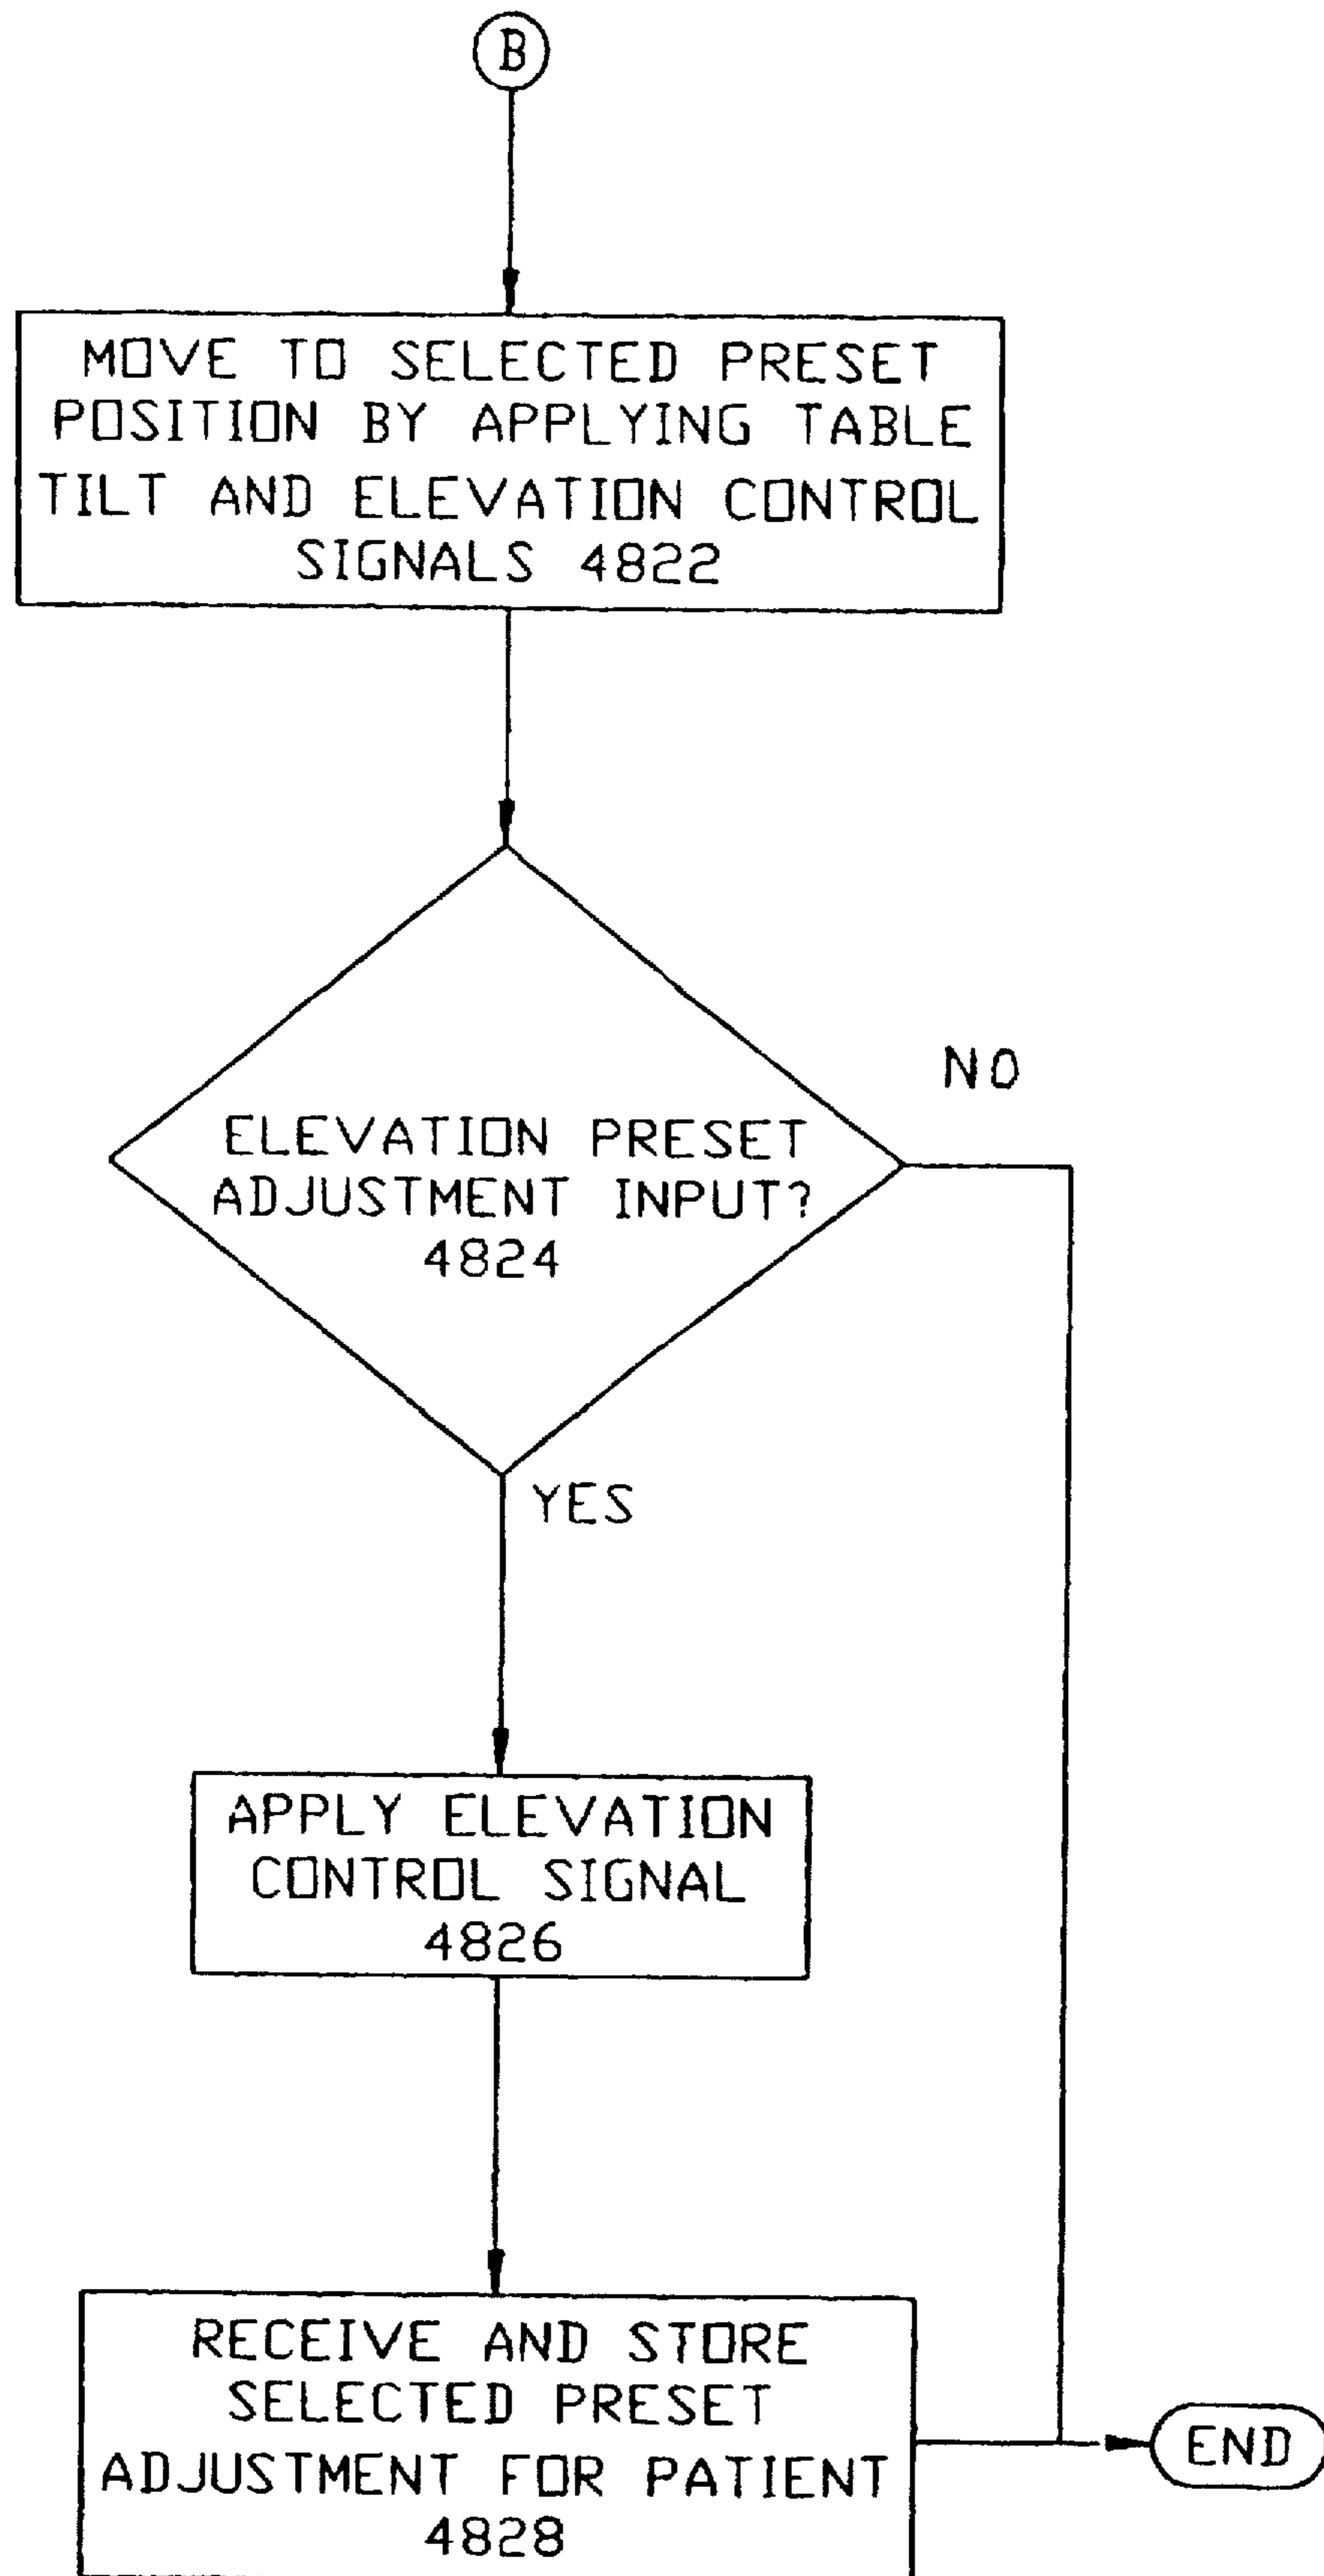 B
MOVE TO SELECTED PRESET
POSITION BY APPLYING TABLE
TILT AND ELEVATION CONTROL
SIGNALS 4822
NO
ELEVATION PRESET
ADJUSTMENT INPUT?
4824
YES
APPLY ELEVATION
CONTROL SIGNAL
4826
RECEIVE AND STORE
SELECTED PRESET
ADJUSTMENT FOR PATIENT
4828
END